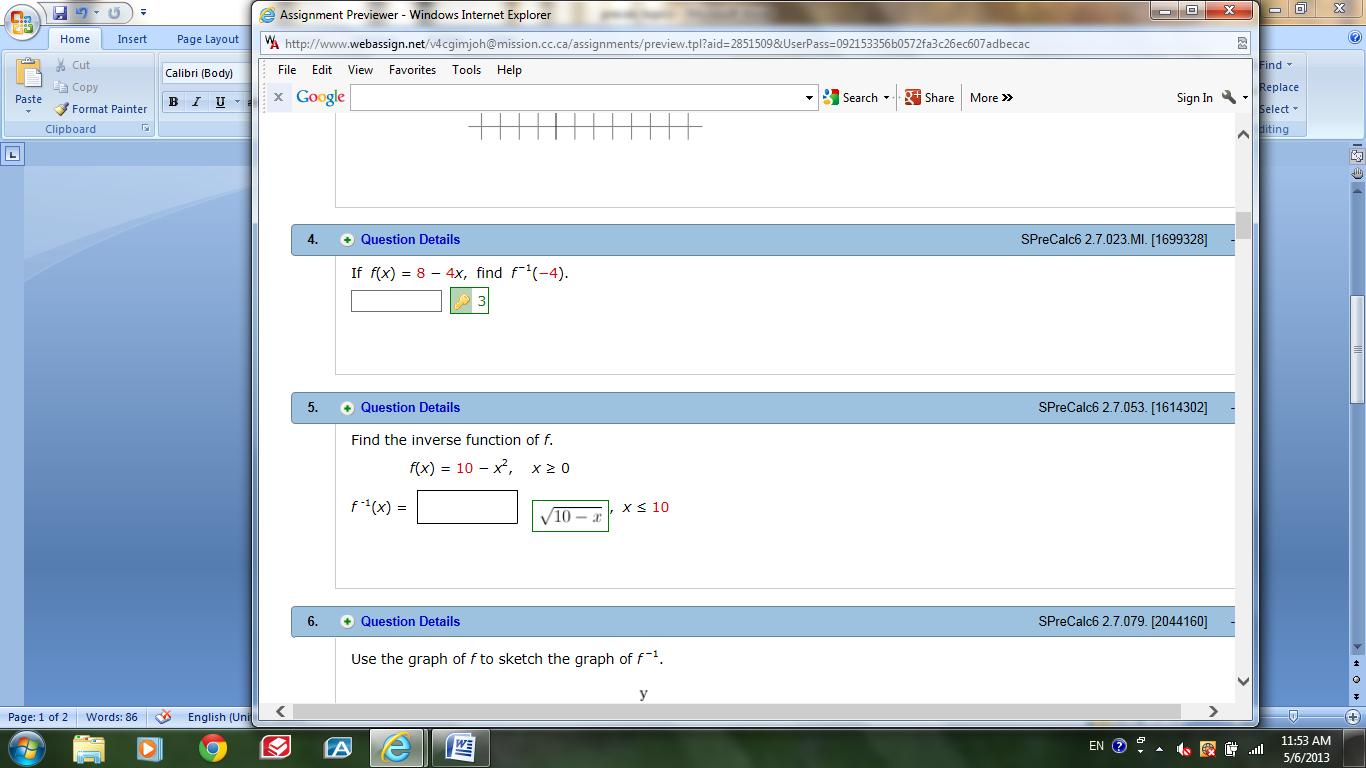 Assignment Previewer - Windows Internet Explorer
Home Insert Page Layout
http://www.webassign.net/v4cgimjoh@mission.cc.ca/assignments/preview.tpl?aid=2851509&UserPass=092153356b0572fa3c26ec607adbecac
Cut
Copy
Format Painter
Paste
Clipboard
Calibri (Body)
B I U
Find
Replace
Select
diting
File Edit View Favorites Tools Help
x Google Search Share More » Sign In
4. Question Details SPreCalc6 2.7.023.MI. [1699328]
If f(x) = 8 − 4x, find f⁻¹(−4).
3
5. Question Details SPreCalc6 2.7.053. [1614302]
Find the inverse function of f.
f(x) = 10 − x², x ≥ 0
f⁻¹(x) = √(10 − x), x ≤ 10
6. Question Details SPreCalc6 2.7.079. [2044160]
Use the graph of f to sketch the graph of f⁻¹.
y
Page: 1 of 2 Words: 86 English (Uni
EN 11:53 AM
5/6/2013